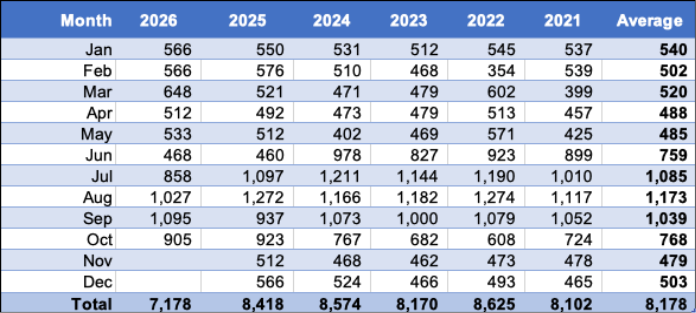 Month 2026 2025 2024 2023 2022 2021 Average
Jan 566 550 531 512 545 537 540
Feb 566 576 510 468 354 539 502
Mar 648 521 471 479 602 399 520
Apr 512 492 473 479 513 457 488
May 533 512 402 469 571 425 485
Jun 468 460 978 827 923 899 759
Jul 858 1,097 1,211 1,144 1,190 1,010 1,085
Aug 1,027 1,272 1,166 1,182 1,274 1,117 1,173
Sep 1,095 937 1,073 1,000 1,079 1,052 1,039
Oct 905 923 767 682 608 724 768
Nov 512 468 462 473 478 479
Dec 566 524 466 493 465 503
Total 7,178 8,418 8,574 8,170 8,625 8,102 8,178